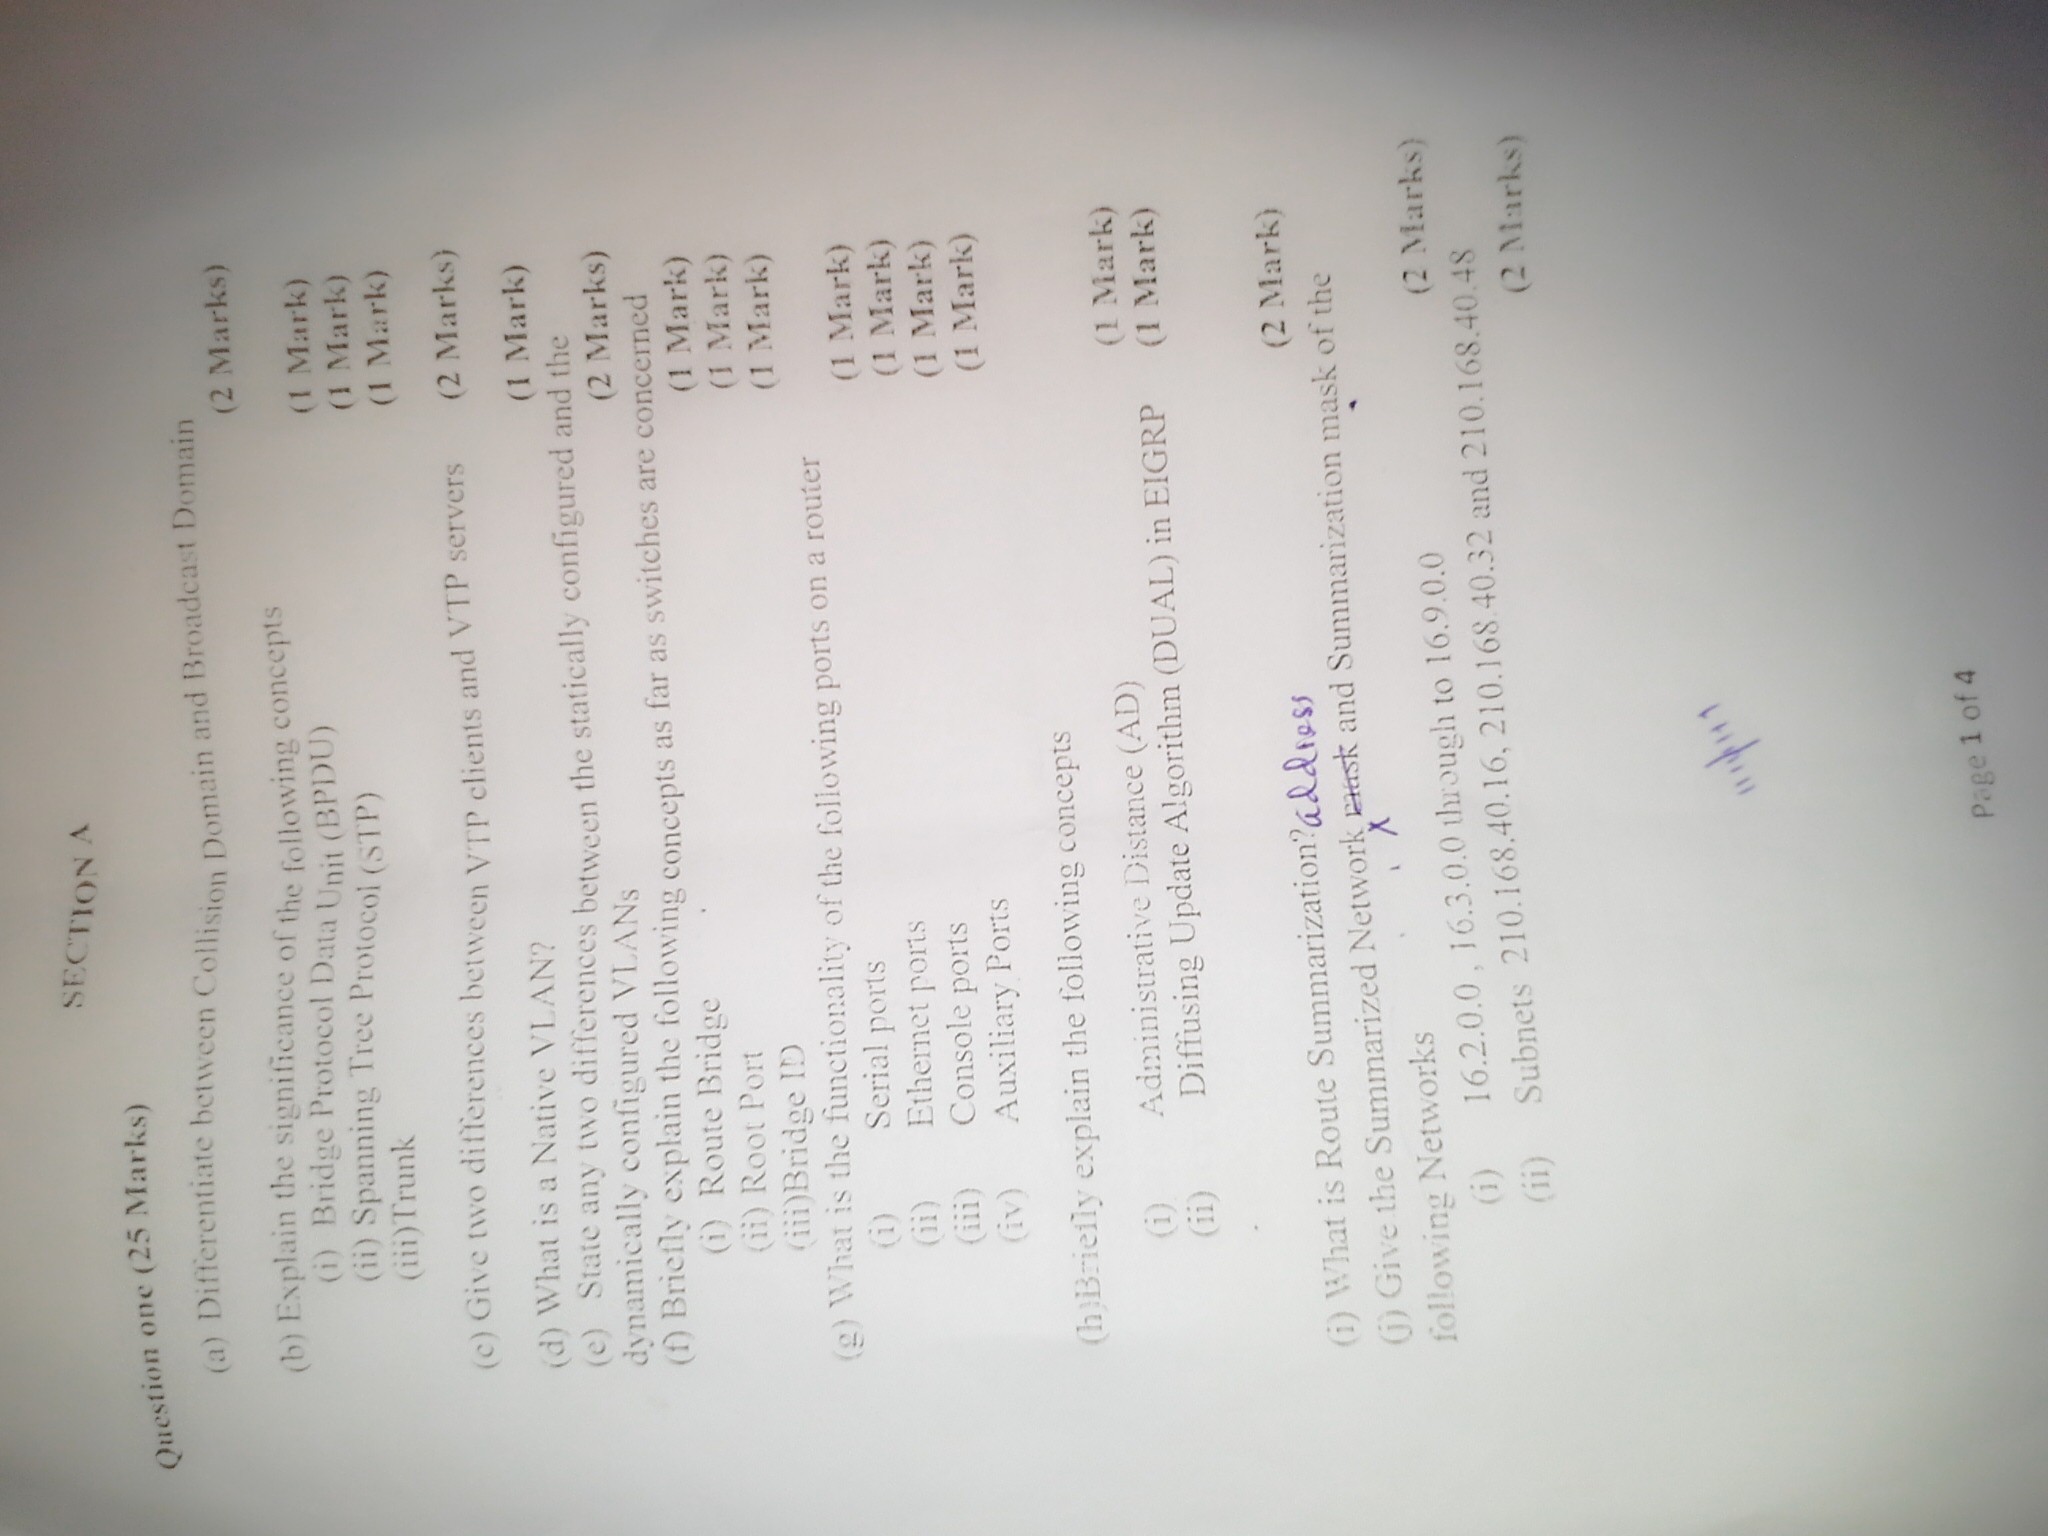 SECTION A
Question one (25 Marks)
(a) Differentiate between Collision Domain and Broadcast Domain
(2 Marks)
(b) Explain the significance of the following concepts
(i) Bridge Protocol Data Unit (BPDU) (1 Mark)
(ii) Spanning Tree Protocol (STP) (1 Mark)
(iii)Trunk (1 Mark)
(c) Give two differences between VTP clients and VTP servers (2 Marks)
(d) What is a Native VLAN? (1 Mark)
(e) State any two differences between the statically configured and the
dynamically configured VLANs (2 Marks)
(f) Briefly explain the following concepts as far as switches are concerned
(i) Route Bridge (1 Mark)
(ii) Root Port (1 Mark)
(iii)Bridge ID (1 Mark)
(g) What is the functionality of the following ports on a router
(i) Serial ports (1 Mark)
(ii) Ethernet ports (1 Mark)
(iii) Console ports (1 Mark)
(iv) Auxiliary Ports (1 Mark)
(h)Briefly explain the following concepts
(i) Administrative Distance (AD) (1 Mark)
(ii) Diffusing Update Algorithm (DUAL) in EIGRP (1 Mark)
(i) What is Route Summarization? (2 Mark)
address
(j) Give the Summarized Network mask and Summarization mask of the
following Networks (2 Marks)
(i) 16.2.0.0 , 16.3.0.0 through to 16.9.0.0
(ii) Subnets 210.168.40.16, 210.168.40.32 and 210.168.40.48
(2 Marks)
Page 1 of 4